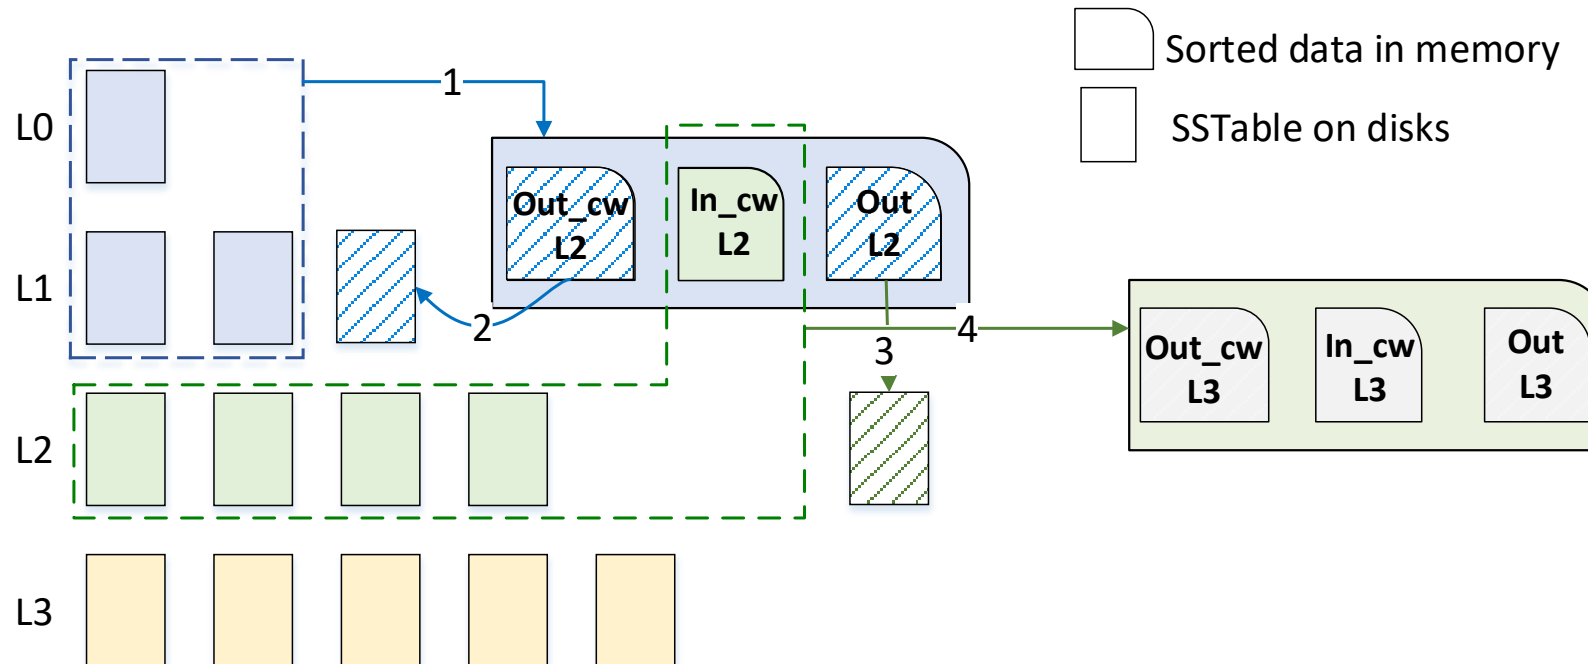 Sorted data in memory
SSTable on disks
L0
1
Out_cw
L2
In_cw
L2
Out
L2
L1
2
3
4
Out_cw
L3
In_cw
L3
Out
L3
L2
L3